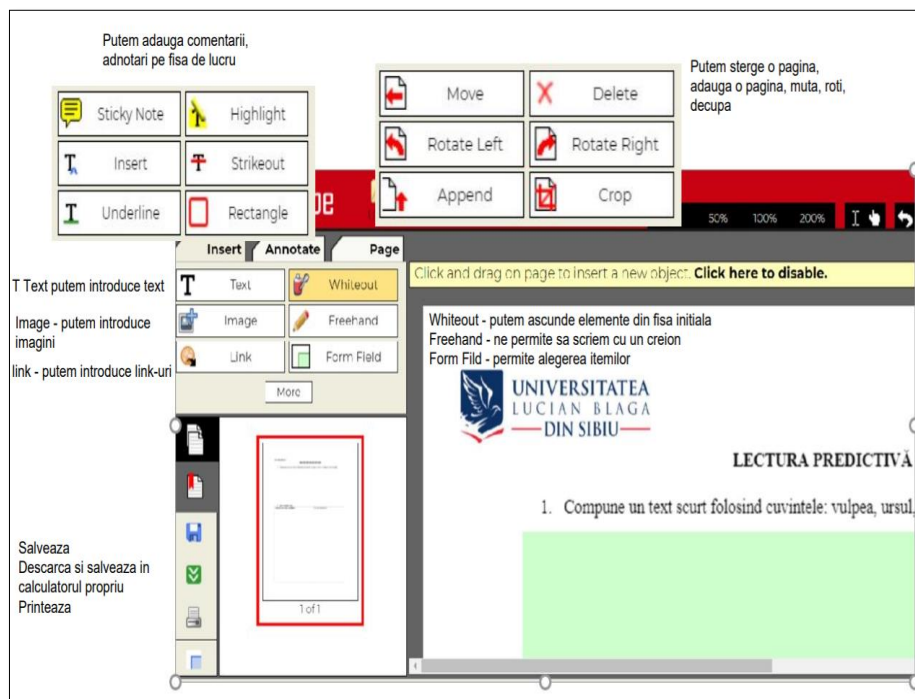 Putem adauga comentarii,
adnotari pe fisa de lucru
Sticky Note
Highlight
Insert
Strikeout
Underline
Rectangle
Move
Delete
Rotate Left
Rotate Right
Append
Crop
Putem sterge o pagina,
adauga o pagina, muta, roti,
decupa
50% 100% 200%
Insert Annotate Page
Click and drag on page to insert a new object. Click here to disable.
T Text putem introduce text
Image - putem introduce
imagini
link - putem introduce link-uri
T Text
Whiteout
Image
Freehand
Link
Form Field
More
Whiteout - putem ascunde elemente din fisa initiala
Freehand - ne permite sa scriem cu un creion
Form Fild - permite alegerea itemilor
UNIVERSITATEA
LUCIAN BLAGA
DIN SIBIU
LECTURA PREDICTIVĂ
1. Compune un text scurt folosind cuvintele: vulpea, ursul,
1 of 1
Salveaza
Descarca si salveaza in
calculatorul propriu
Printeaza